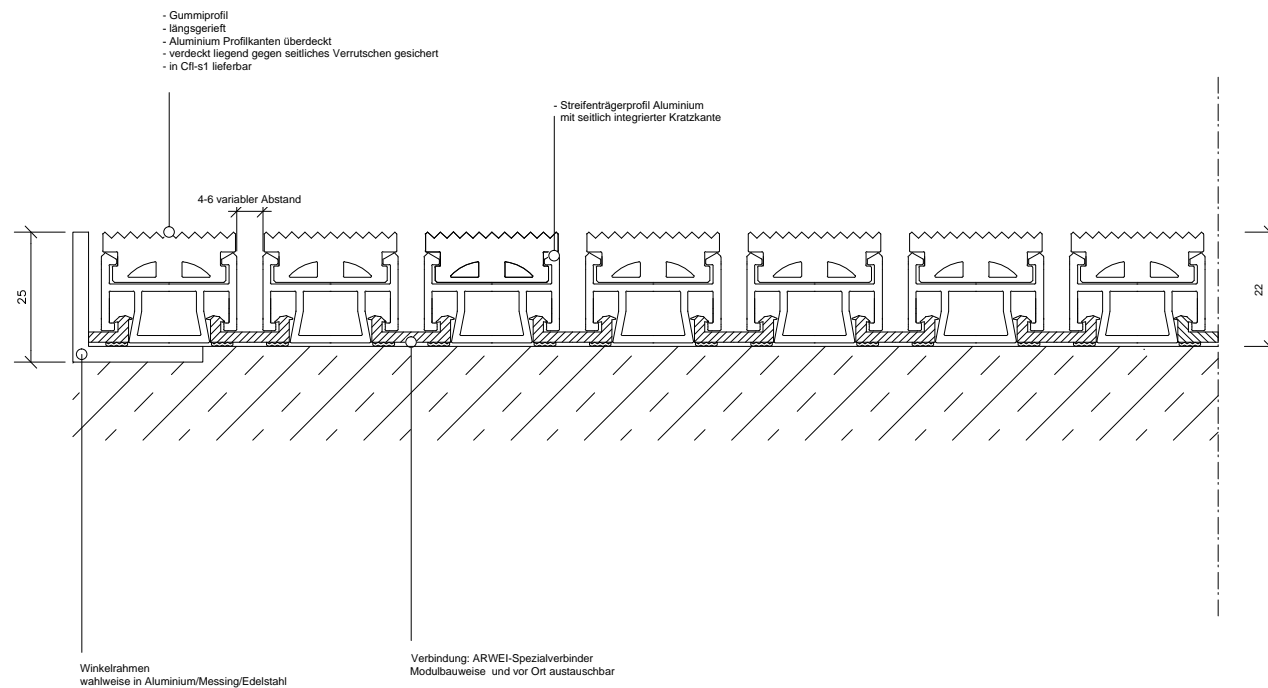 - Gummiprofil
- längsgerieft
- Aluminium Profilkanten überdeckt
- verdeckt liegend gegen seitliches Verrutschen gesichert
- in Cfl-s1 lieferbar
- Streifenträgerprofil Aluminium
mit seitlich integrierter Kratzkante
4-6 variabler Abstand
25
22
Winkelrahmen
wahlweise in Aluminium/Messing/Edelstahl
Verbindung: ARWEI-Spezialverbinder
Modulbauweise und vor Ort austauschbar